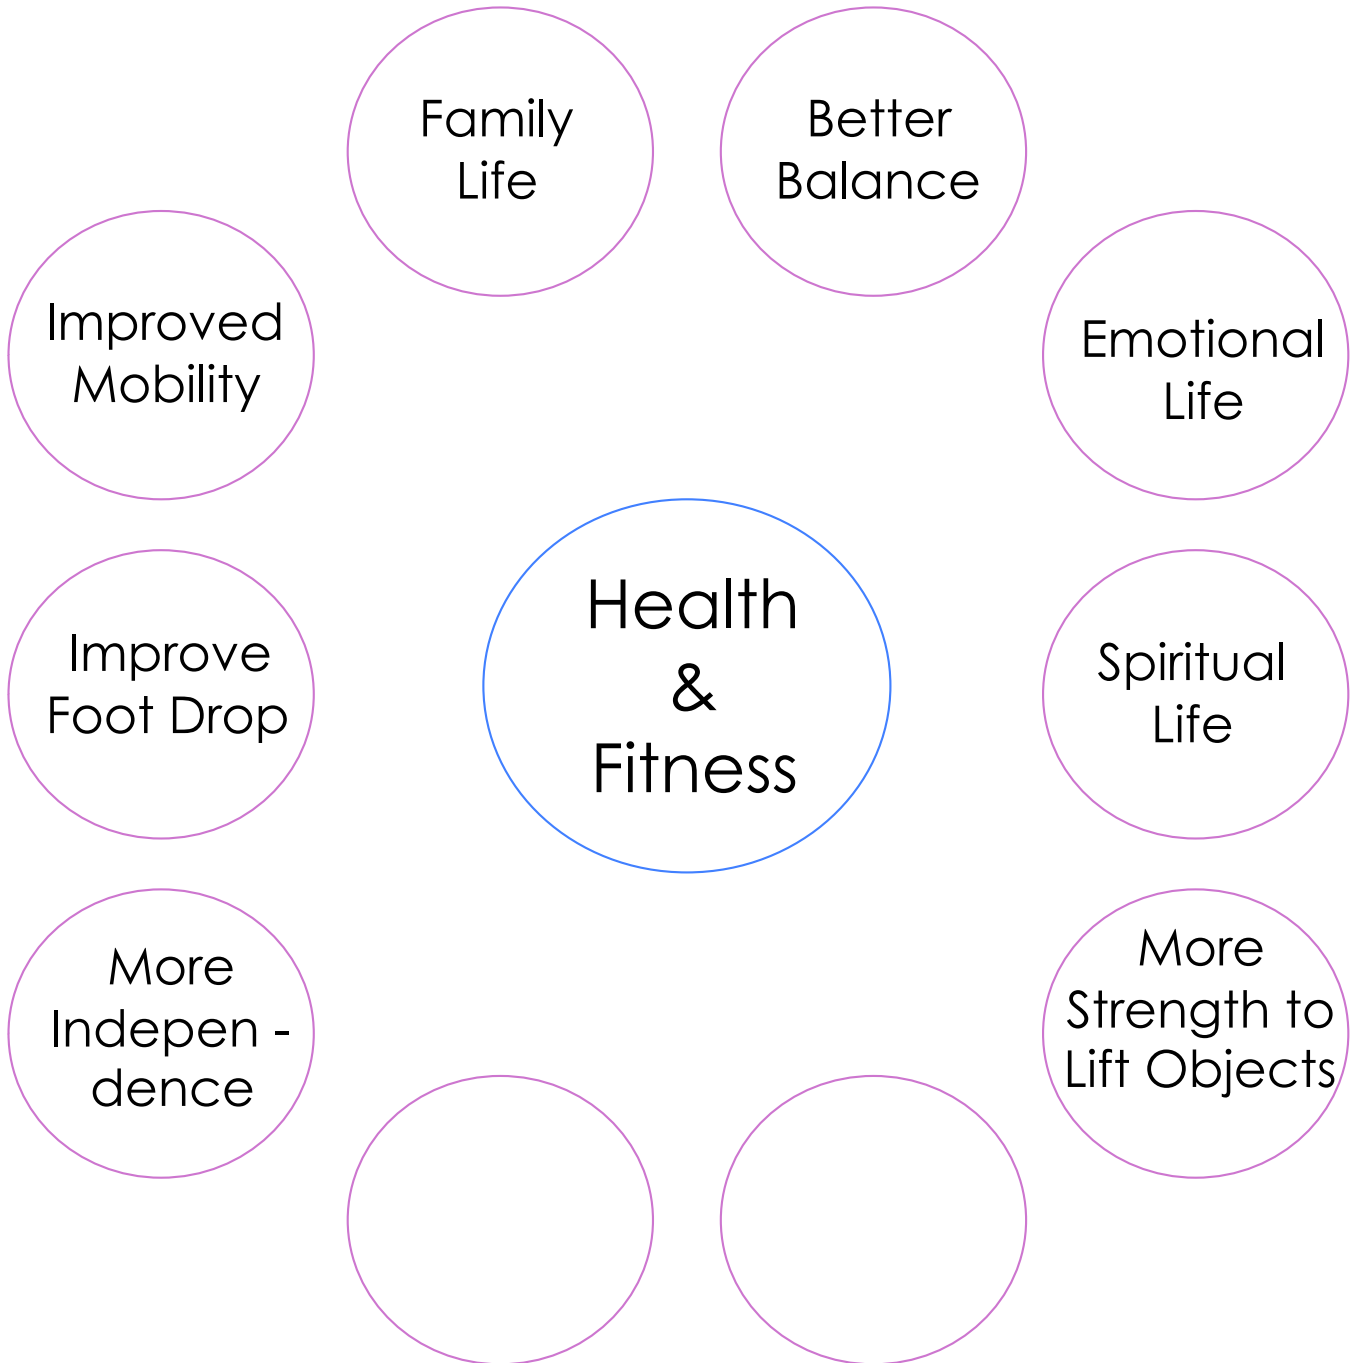 Family
Life
Better
Balance
Improved
Mobility
Emotional
Life
Health
&
Fitness
Improve
Foot Drop
Spiritual
Life
More
Indepen -
dence
More
Strength to
Lift Objects